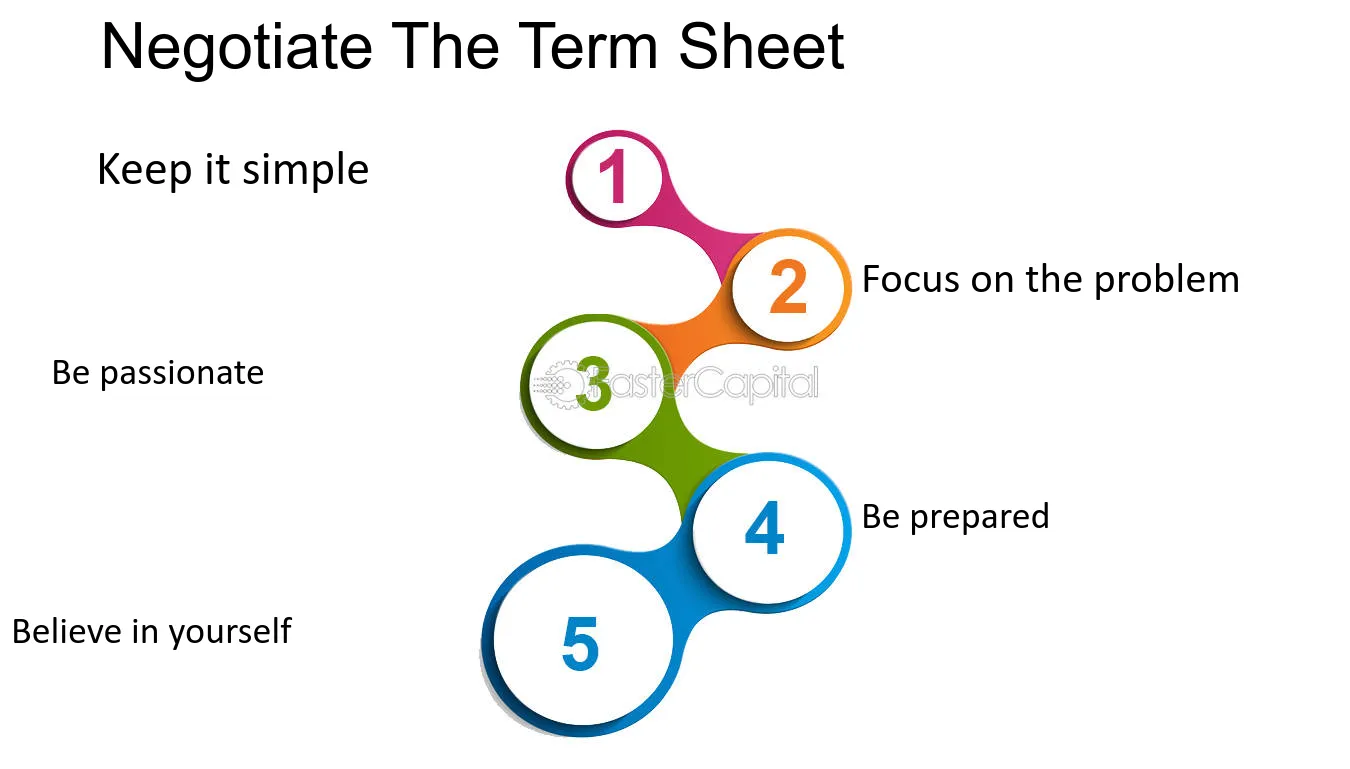 Negotiate The Term Sheet
Keep it simple
1
2
Focus on the problem
Be passionate
3
FasterCapital
4
Be prepared
Believe in yourself
5